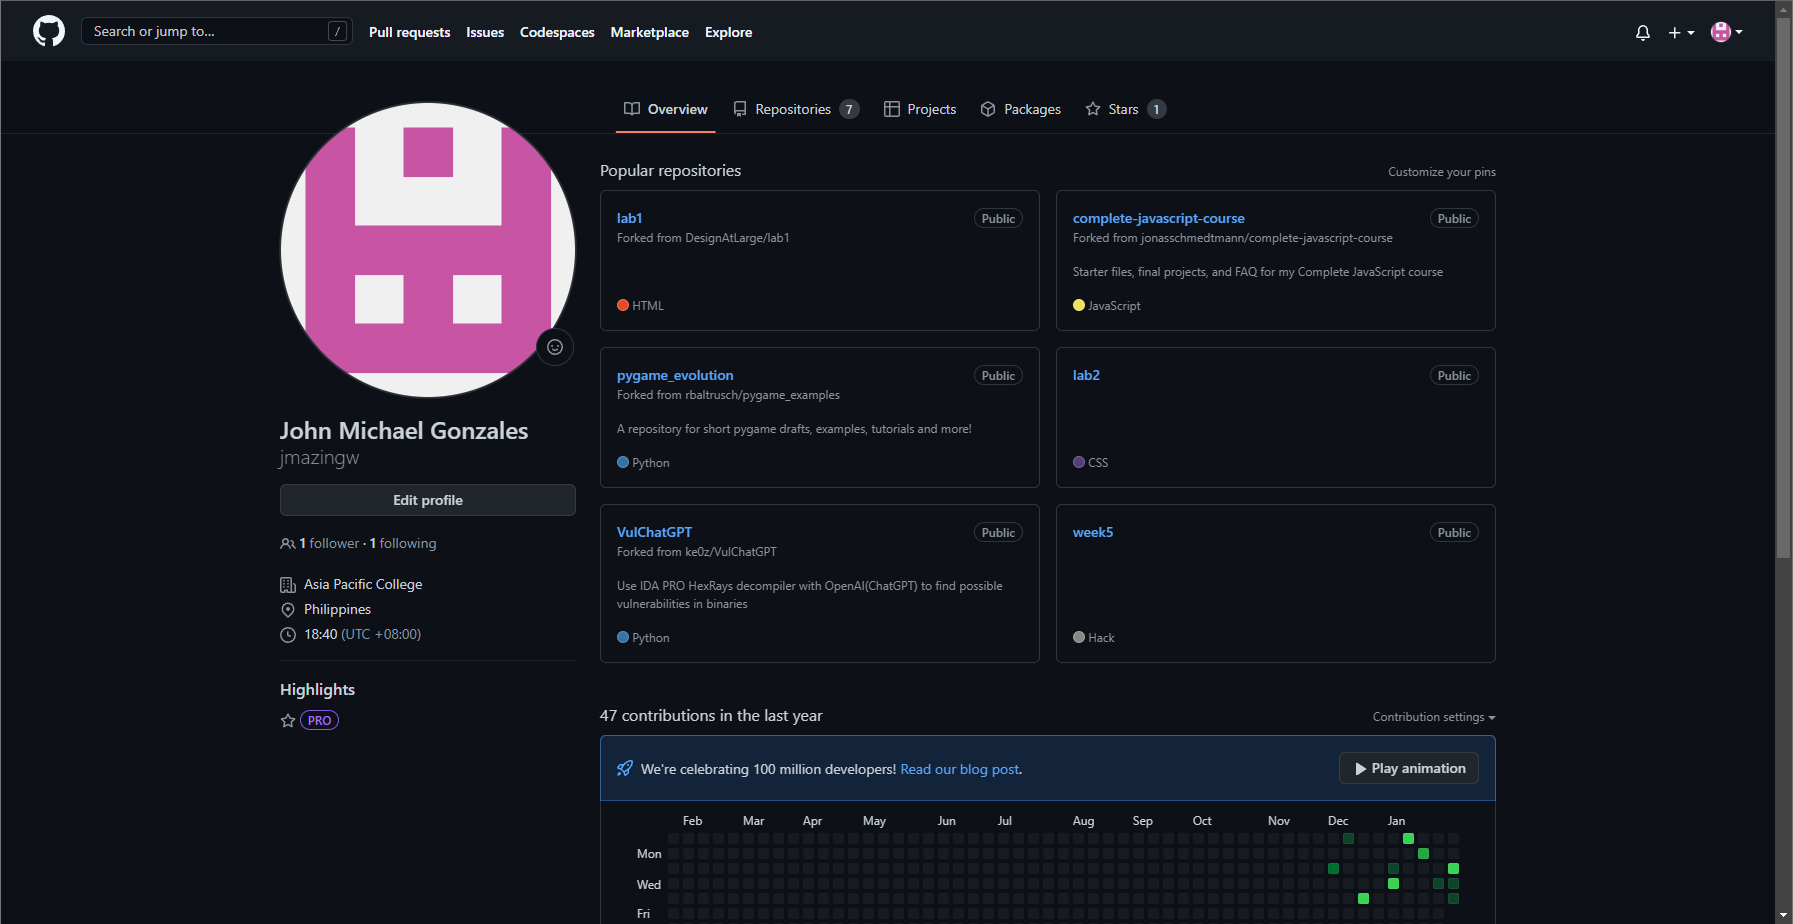 Search or jump to... /
Pull requests Issues Codespaces Marketplace Explore
Overview Repositories 7 Projects Packages Stars 1
John Michael Gonzales
jmazingw
Edit profile
1 follower · 1 following
Asia Pacific College
Philippines
18:40 (UTC +08:00)
Highlights
PRO
Popular repositories Customize your pins
lab1 Public
Forked from DesignAtLarge/lab1
HTML
complete-javascript-course Public
Forked from jonasschmedtmann/complete-javascript-course
Starter files, final projects, and FAQ for my Complete JavaScript course
JavaScript
pygame_evolution Public
Forked from rbaltrusch/pygame_examples
A repository for short pygame drafts, examples, tutorials and more!
Python
lab2 Public
CSS
VulChatGPT Public
Forked from ke0z/VulChatGPT
Use IDA PRO HexRays decompiler with OpenAI(ChatGPT) to find possible
vulnerabilities in binaries
Python
week5 Public
Hack
47 contributions in the last year Contribution settings
We're celebrating 100 million developers! Read our blog post. Play animation
Feb Mar Apr May Jun Jul Aug Sep Oct Nov Dec Jan
Mon
Wed
Fri